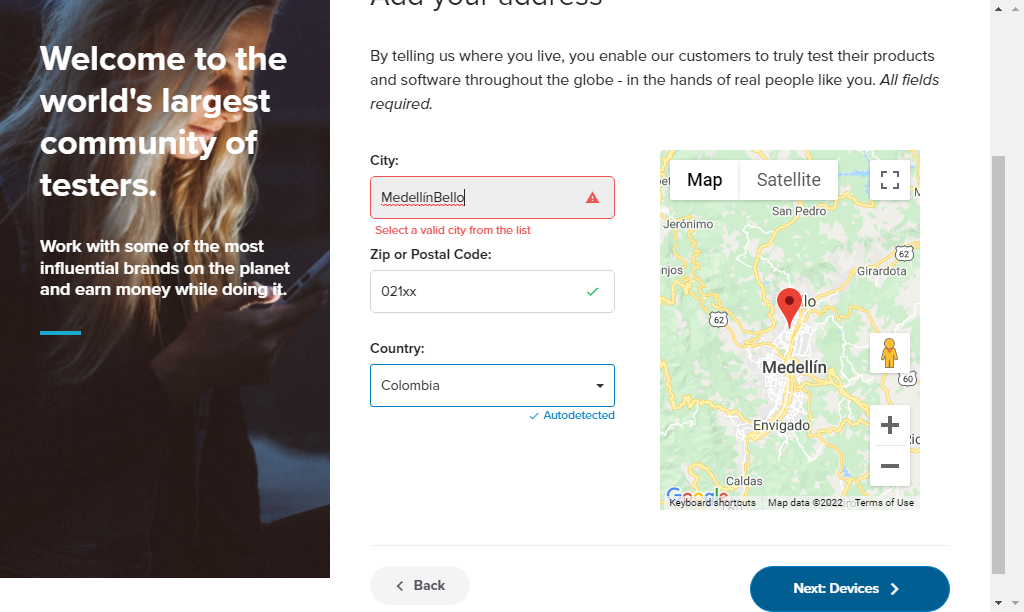 Add your address
Welcome to the
world's largest
community of
testers.
Work with some of the most
influential brands on the planet
and earn money while doing it.
By telling us where you live, you enable our customers to truly test their products
and software throughout the globe - in the hands of real people like you. All fields
required.
City:
MedellínBello
Select a valid city from the list
Zip or Postal Code:
021xx
Country:
Colombia
Autodetected
Map
Satellite
San Pedro
Jerónimo
62
Girardota
62
Medellín
60
Envigado
Caldas
Google
Keyboard shortcuts
Map data ©2022
Terms of Use
Back
Next: Devices